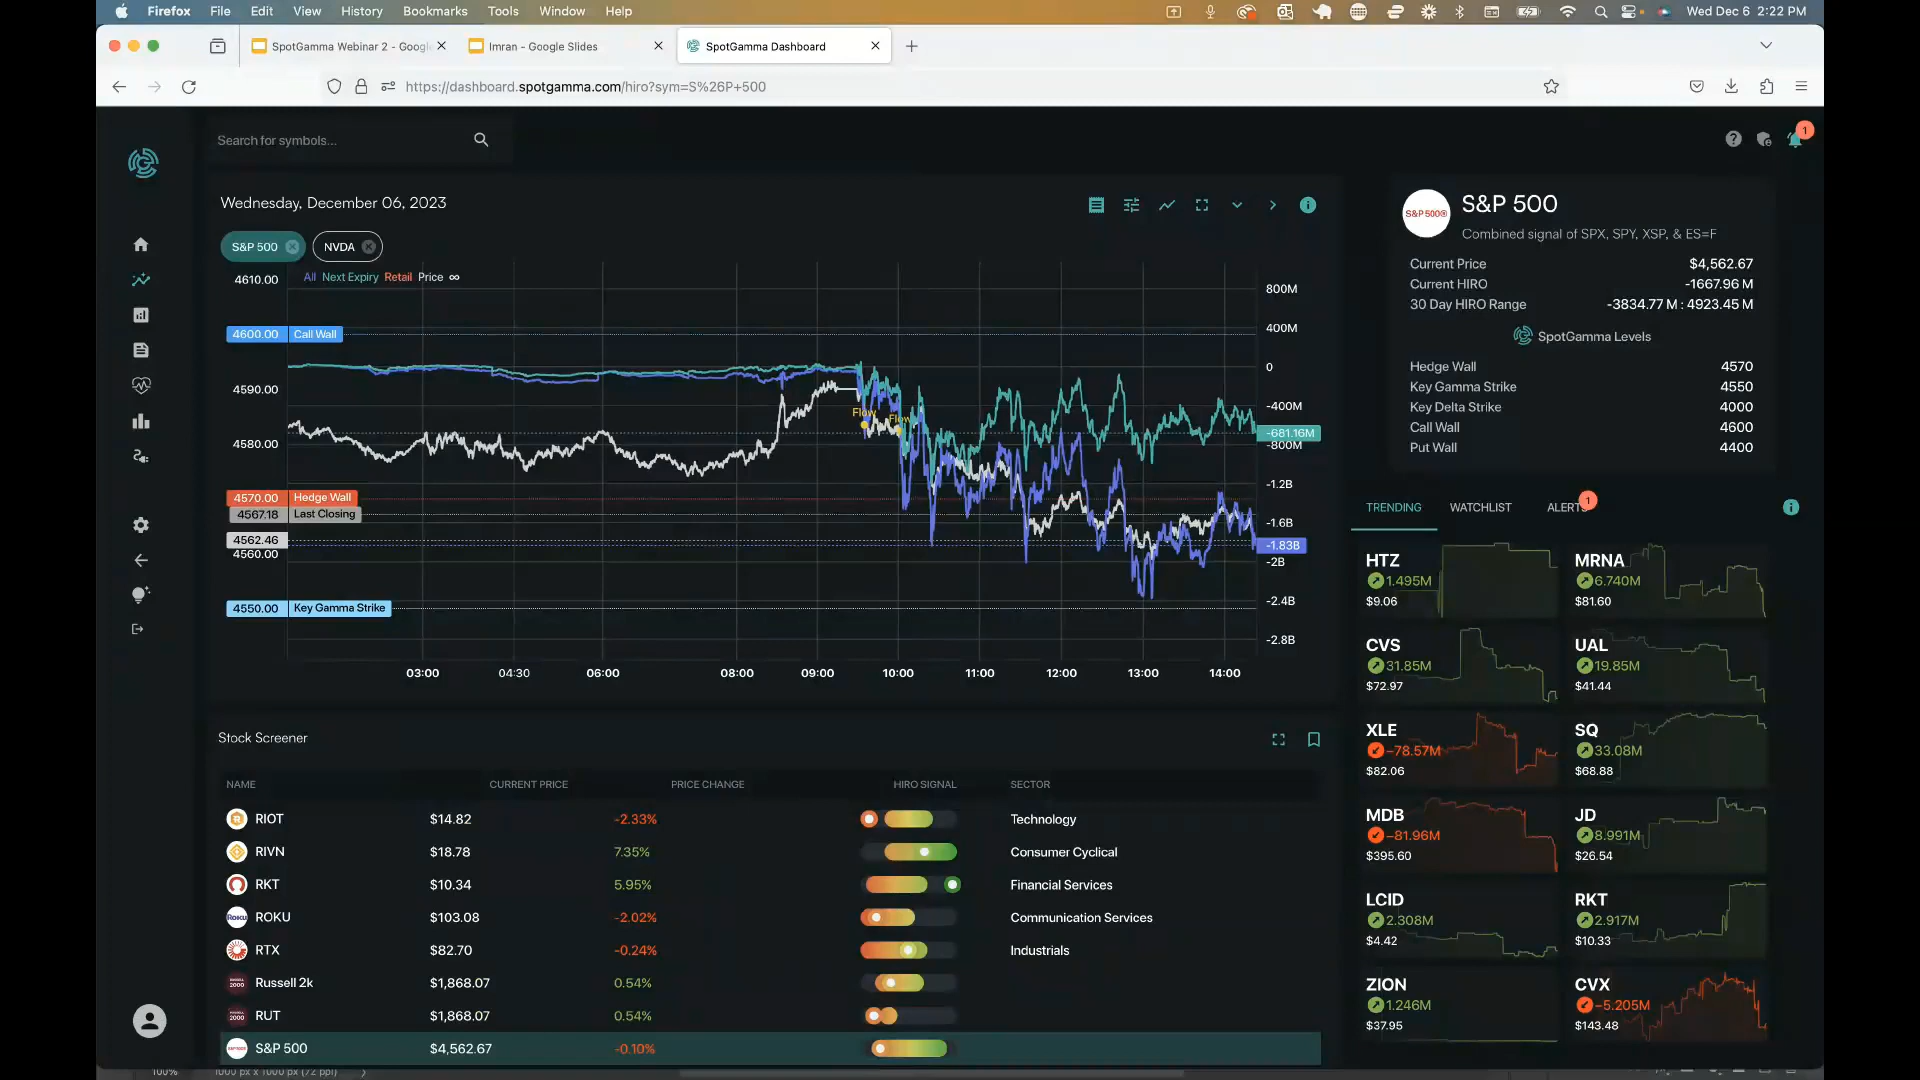 Firefox File Edit View History Bookmarks Tools Window Help Wed Dec 6 2:22 PM
SpotGamma Webinar 2 - Googl Imran - Google Slides SpotGamma Dashboard
https://dashboard.spotgamma.com/hiro?sym=S%26P+500
Search for symbols...
1
Wednesday, December 06, 2023
S&P 500 NVDA
All Next Expiry Retail Price ∞
4610.00
4600.00 Call Wall
4590.00
4580.00
4570.00 Hedge Wall
4567.18 Last Closing
4562.46
4560.00
4550.00 Key Gamma Strike
Flow Flow
800M
400M
0
-400M
-681.16M
-800M
-1.2B
-1.6B
-1.83B
-2B
-2.4B
-2.8B
03:00 04:30 06:00 08:00 09:00 10:00 11:00 12:00 13:00 14:00
S&P 500®
S&P 500
Combined signal of SPX, SPY, XSP, & ES=F
Current Price $4,562.67
Current HIRO -1667.96 M
30 Day HIRO Range -3834.77 M : 4923.45 M
SpotGamma Levels
Hedge Wall 4570
Key Gamma Strike 4550
Key Delta Strike 4000
Call Wall 4600
Put Wall 4400
TRENDING WATCHLIST ALERTS 1
HTZ MRNA
1.495M 6.740M
$9.06 $81.60
CVS UAL
31.85M 19.85M
$72.97 $41.44
XLE SQ
-78.57M 33.08M
$82.06 $68.88
MDB JD
-81.96M 8.991M
$395.60 $26.54
LCID RKT
2.308M 2.917M
$4.42 $10.33
ZION CVX
1.246M -5.205M
$37.95 $143.48
Stock Screener
NAME CURRENT PRICE PRICE CHANGE HIRO SIGNAL SECTOR
RIOT $14.82 -2.33% Technology
RIVN $18.78 7.35% Consumer Cyclical
RKT $10.34 5.95% Financial Services
ROKU $103.08 -2.02% Communication Services
RTX $82.70 -0.24% Industrials
Russell 2k $1,868.07 0.54%
RUT $1,868.07 0.54%
S&P 500 $4,562.67 -0.10%
100% 1000 px x 1000 px (72 ppi)